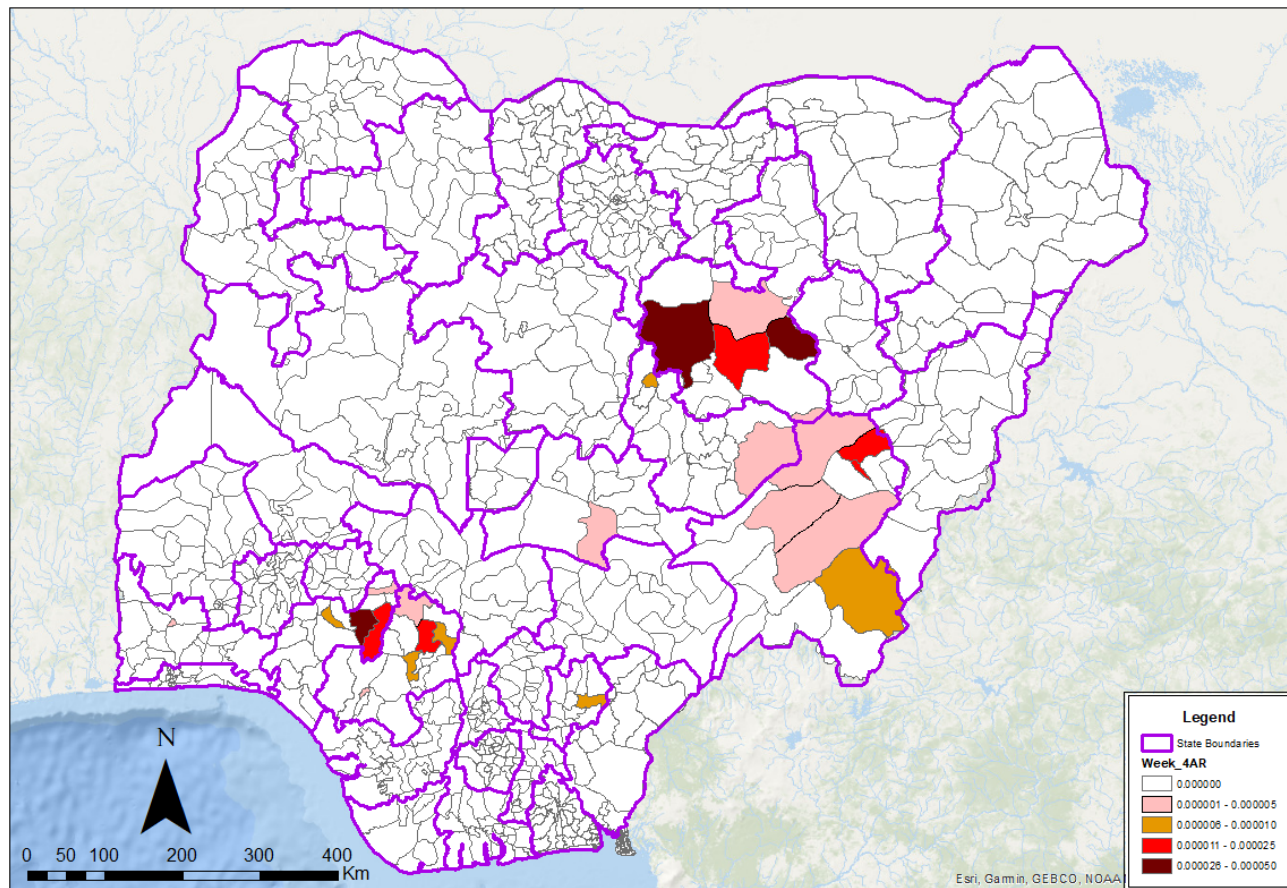 N
0 50 100 200 300 400
Km
Legend
State Boundaries
Week_4AR
0.000000
0.000001 - 0.000005
0.000006 - 0.000010
0.000011 - 0.000025
0.000026 - 0.000050
Esri, Garmin, GEBCO, NOAA